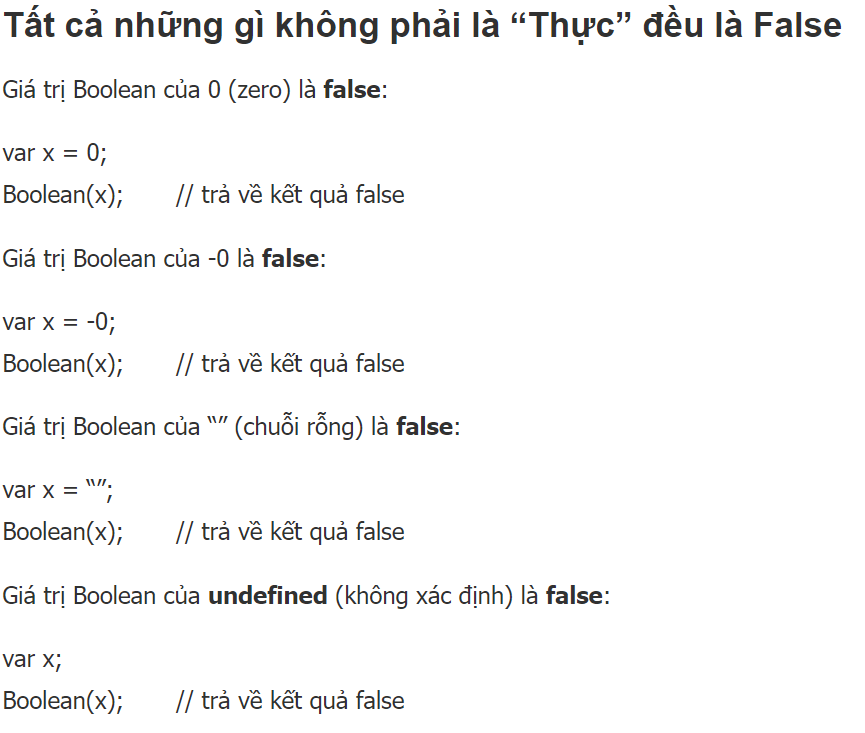 Tất cả những gì không phải là “Thực” đều là False
Giá trị Boolean của 0 (zero) là false:
var x = 0;
Boolean(x); // trả về kết quả false
Giá trị Boolean của -0 là false:
var x = -0;
Boolean(x); // trả về kết quả false
Giá trị Boolean của “” (chuỗi rỗng) là false:
var x = “”;
Boolean(x); // trả về kết quả false
Giá trị Boolean của undefined (không xác định) là false:
var x;
Boolean(x); // trả về kết quả false